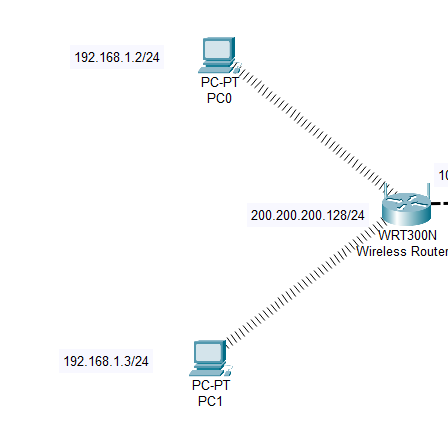 192.168.1.2/24
PC-PT
PC0
10
200.200.200.128/24
WRT300N
Wireless Router
192.168.1.3/24
PC-PT
PC1